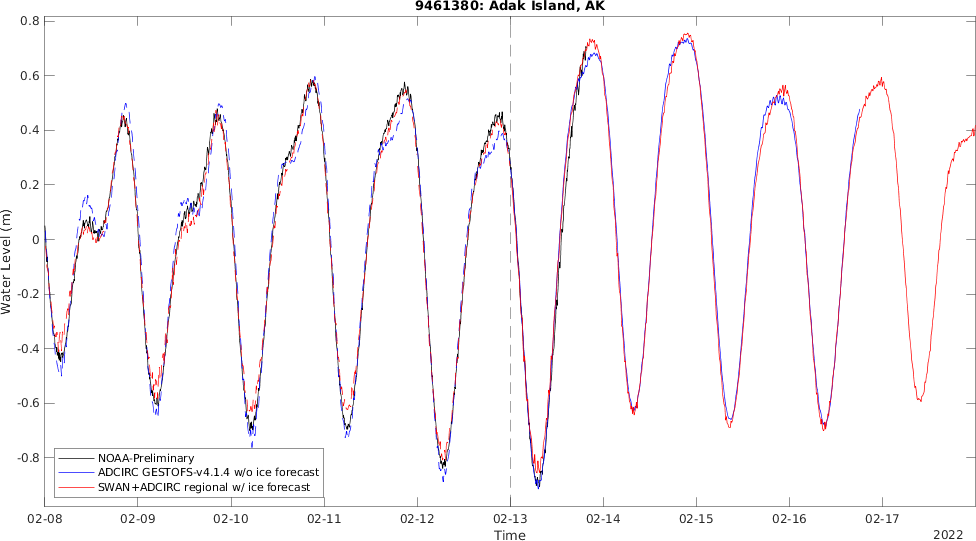 9461380: Adak Island, AK
0.8
0.6
0.4
0.2
0
-0.2
-0.4
-0.6
-0.8
Water Level (m)
NOAA-Preliminary
ADCIRC GESTOFS-v4.1.4 w/o ice forecast
SWAN+ADCIRC regional w/ ice forecast
02-08 02-09 02-10 02-11 02-12 02-13 02-14 02-15 02-16 02-17
Time
2022